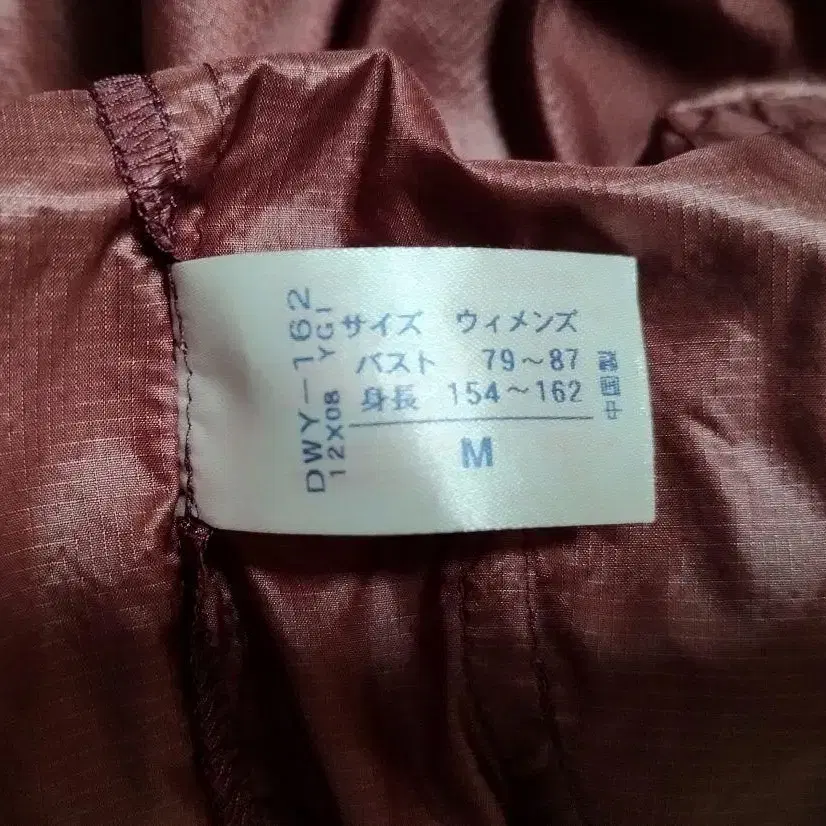 サイズ ウィメンズ
バスト 79～87
身長 154～162
M
DWY-162
12X08 YGI
中国製